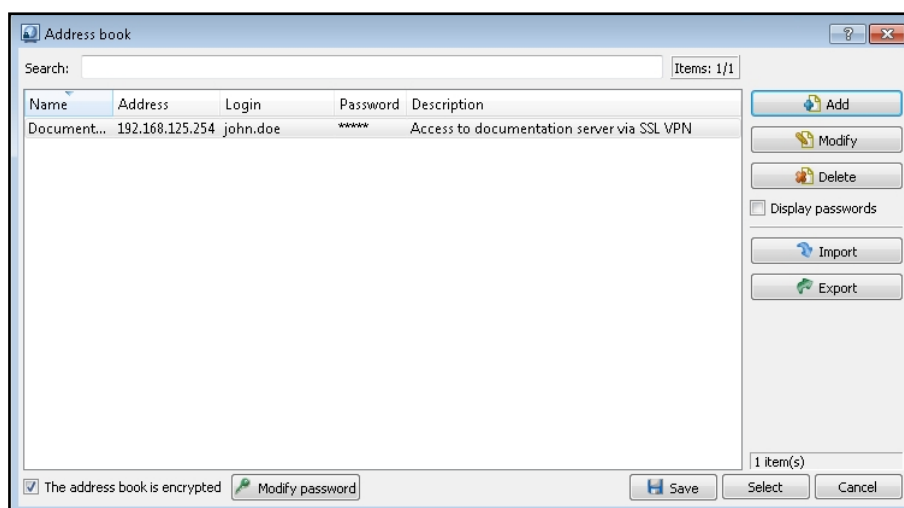 Address book
Search: Items: 1/1
Name Address Login Password Description
Document... 192.168.125.254 john.doe ***** Access to documentation server via SSL VPN
Add
Modify
Delete
Display passwords
Import
Export
1 item(s)
The address book is encrypted Modify password Save Select Cancel